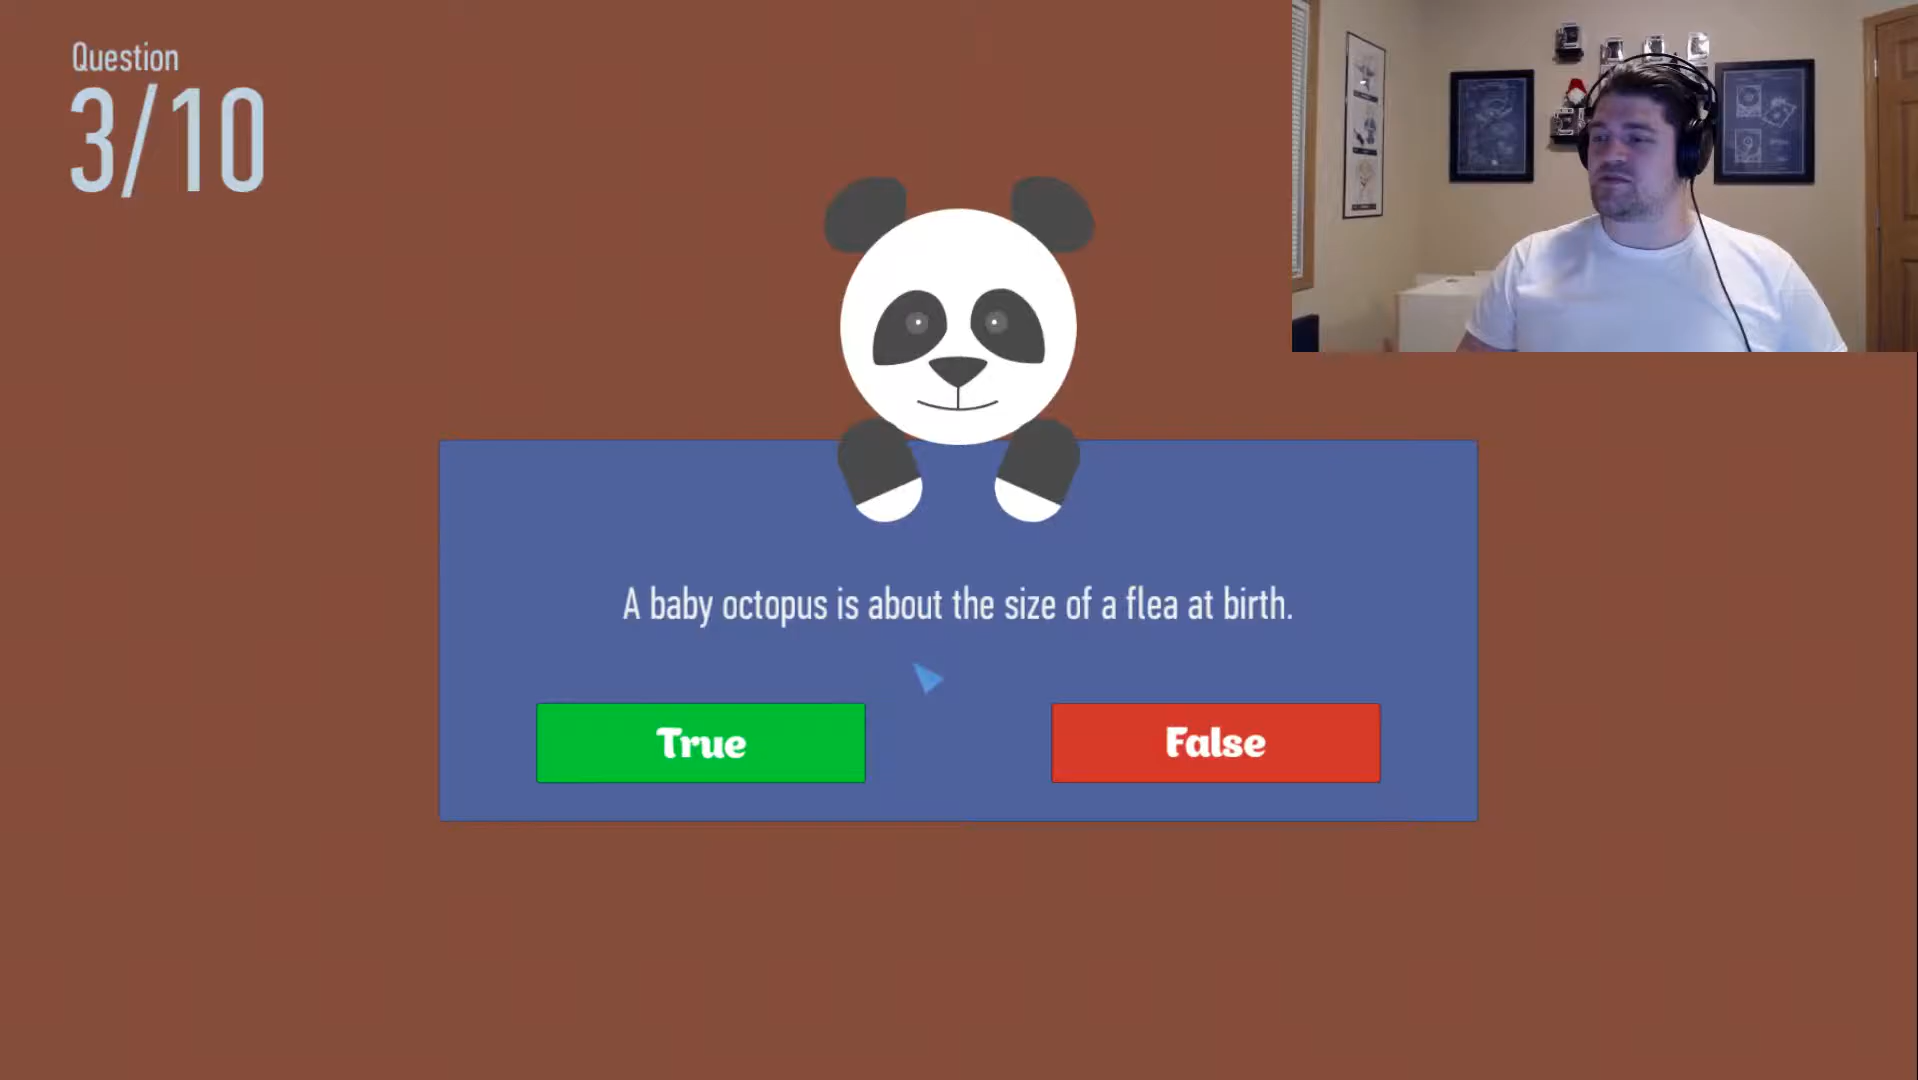 Question
3/10
A baby octopus is about the size of a flea at birth.
True
False